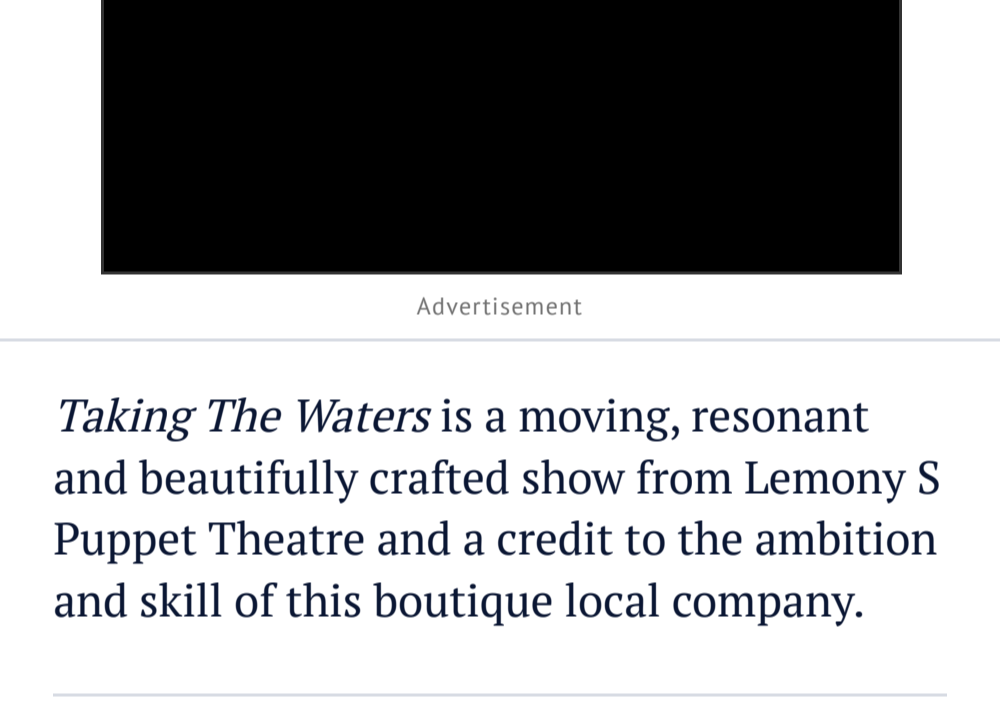 Advertisement
Taking The Waters is a moving, resonant
and beautifully crafted show from Lemony S
Puppet Theatre and a credit to the ambition
and skill of this boutique local company.